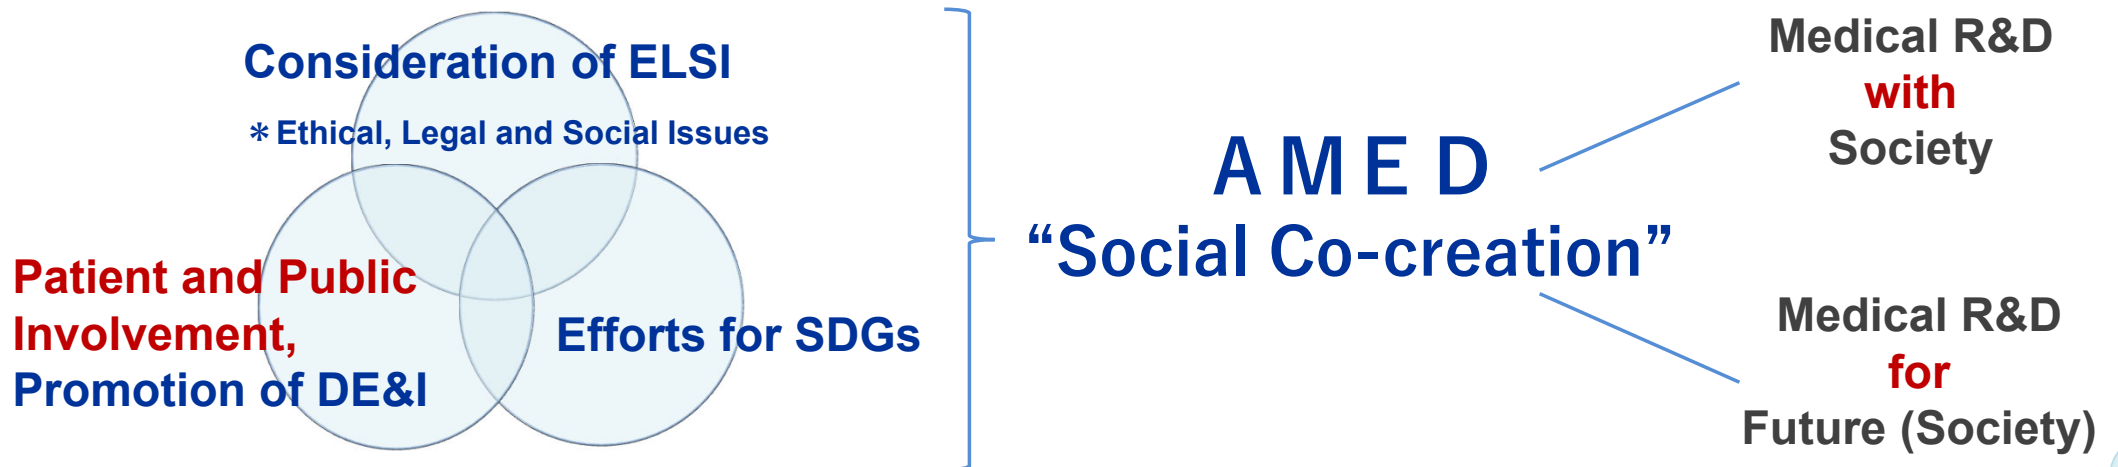 Consideration of ELSI
* Ethical, Legal and Social Issues
Patient and Public
Involvement,
Promotion of DE&I
Efforts for SDGs
AMED
“Social Co-creation”
Medical R&D
with
Society
Medical R&D
for
Future (Society)